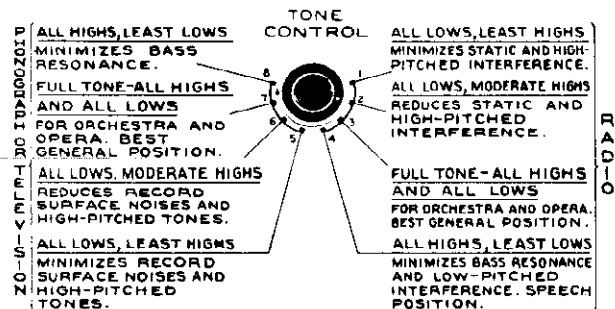 TONE
CONTROL
PHONOGRAPH OR TELEVISION
ALL HIGHS, LEAST LOWS
MINIMIZES BASS
RESONANCE.
FULL TONE-ALL HIGHS
AND ALL LOWS
FOR ORCHESTRA AND
OPERA. BEST
GENERAL POSITION.
ALL LOWS, MODERATE HIGHS
REDUCES RECORD
SURFACE NOISES AND
HIGH-PITCHED TONES.
ALL LOWS, LEAST HIGHS
MINIMIZES RECORD
SURFACE NOISES AND
HIGH-PITCHED
TONES.
8
7
6
5
1
2
3
4
ALL LOWS, LEAST HIGHS
MINIMIZES STATIC AND HIGH-
PITCHED INTERFERENCE.
ALL LOWS, MODERATE HIGHS
REDUCES STATIC AND
HIGH-PITCHED
INTERFERENCE.
FULL TONE-ALL HIGHS
AND ALL LOWS
FOR ORCHESTRA AND OPERA.
BEST GENERAL POSITION.
ALL HIGHS, LEAST LOWS
MINIMIZES BASS RESONANCE
AND LOW-PITCHED
INTERFERENCE. SPEECH
POSITION.
RADIO